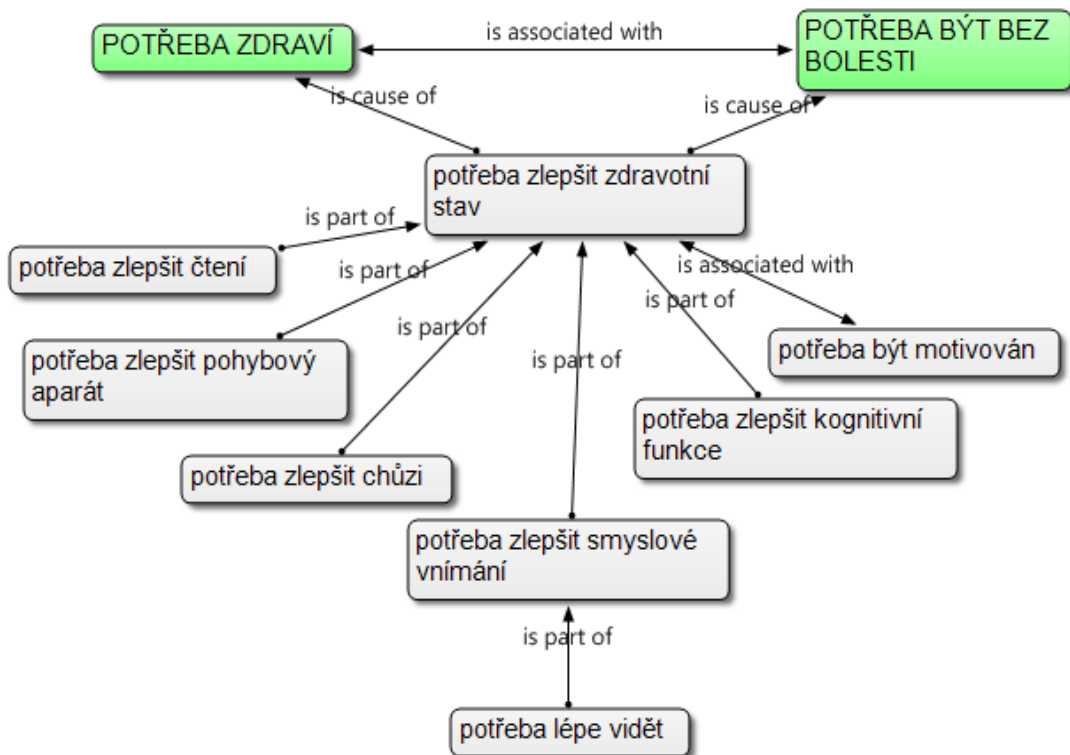 is associated with
POTŘEBA ZDRAVÍ
POTŘEBA BÝT BEZ
BOLESTI
is cause of
is cause of
potřeba zlepšit zdravotní
stav
is part of
potřeba zlepšit čtení
is part of
is associated with
is part of
is part of
potřeba zlepšit pohybový
aparát
is part of
potřeba být motivován
potřeba zlepšit kognitivní
funkce
potřeba zlepšit chůzi
potřeba zlepšit smyslové
vnímání
is part of
potřeba lépe vidět